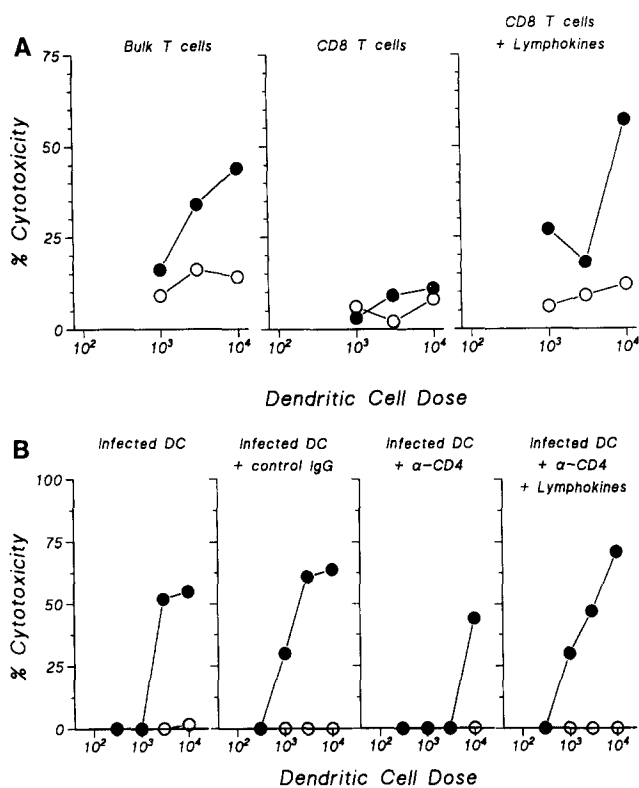 A
Bulk T cells
CD8 T cells
CD8 T cells
+ Lymphokines
% Cytotoxicity
75
50
25
0
10² 10³ 10⁴
10² 10³ 10⁴
10² 10³ 10⁴
Dendritic Cell Dose
B
Infected DC
Infected DC
+ control IgG
Infected DC
+ α-CD4
Infected DC
+ α-CD4
+ Lymphokines
% Cytotoxicity
100
75
50
25
0
10² 10³ 10⁴
10² 10³ 10⁴
10² 10³ 10⁴
10² 10³ 10⁴
Dendritic Cell Dose